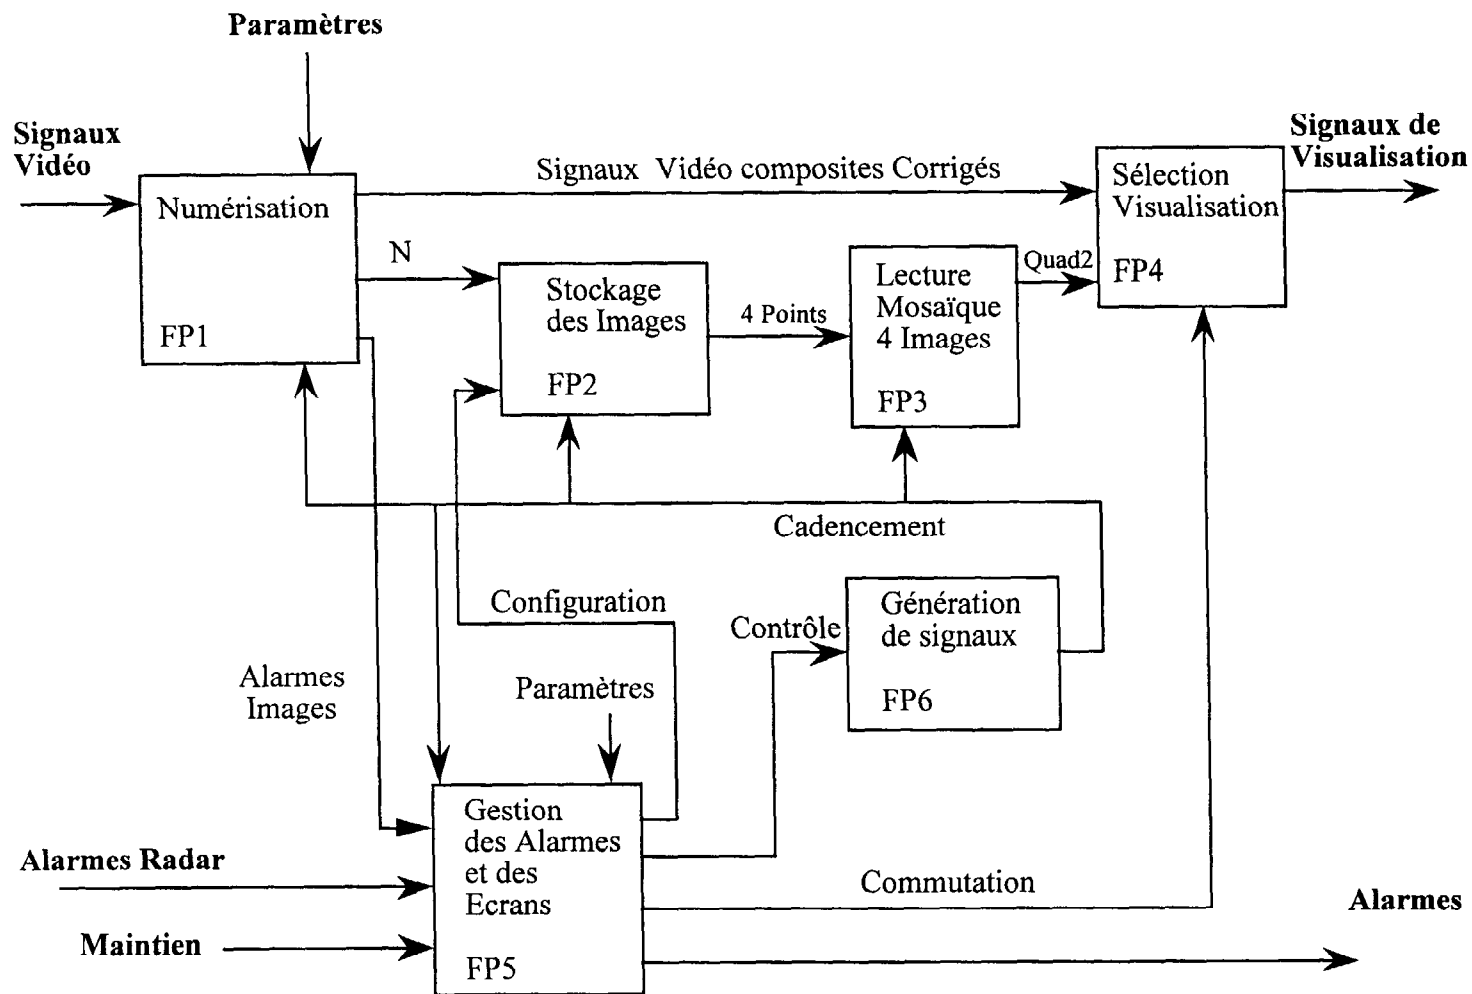 Paramètres
Signaux
Vidéo
Signaux de
Visualisation
Signaux Vidéo composites Corrigés
Numérisation
FP1
N
Sélection
Visualisation
FP4
Stockage
des Images
FP2
4 Points
Lecture
Mosaïque
4 Images
FP3
Quad2
Cadencement
Configuration
Contrôle
Génération
de signaux
FP6
Alarmes
Images
Paramètres
Gestion
des Alarmes
et des
Ecrans
FP5
Alarmes Radar
Maintien
Commutation
Alarmes